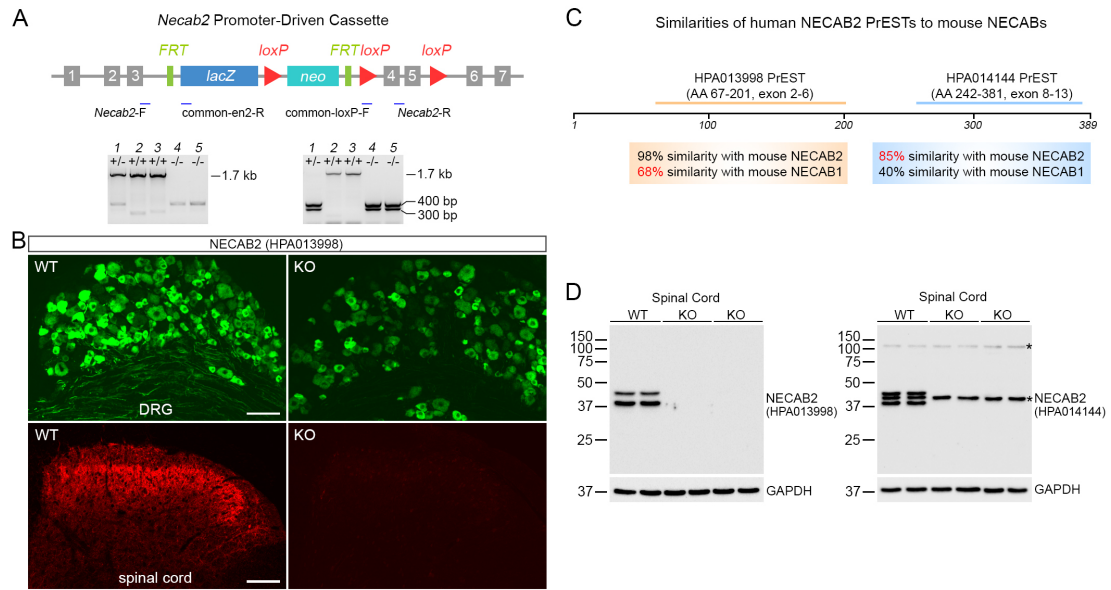 A
Necab2 Promoter-Driven Cassette
FRT loxP FRT loxP loxP
1 2 3 lacZ neo 4 5 6 7
Necab2-F common-en2-R common-loxP-F Necab2-R
1 2 3 4 5
+/- +/+ +/+ -/- -/-
1.7 kb
1 2 3 4 5
+/- +/+ +/+ -/- -/-
1.7 kb
400 bp
300 bp
B
NECAB2 (HPA013998)
WT KO
DRG
WT KO
spinal cord
C
Similarities of human NECAB2 PrESTs to mouse NECABs
HPA013998 PrEST
(AA 67-201, exon 2-6)
HPA014144 PrEST
(AA 242-381, exon 8-13)
1 100 200 300 389
98% similarity with mouse NECAB2
68% similarity with mouse NECAB1
85% similarity with mouse NECAB2
40% similarity with mouse NECAB1
D
Spinal Cord
WT KO KO
150
100
75
50
37
25
NECAB2
(HPA013998)
37 GAPDH
Spinal Cord
WT KO KO
150
100
75
50
37
25
*
*NECAB2
(HPA014144)
37 GAPDH